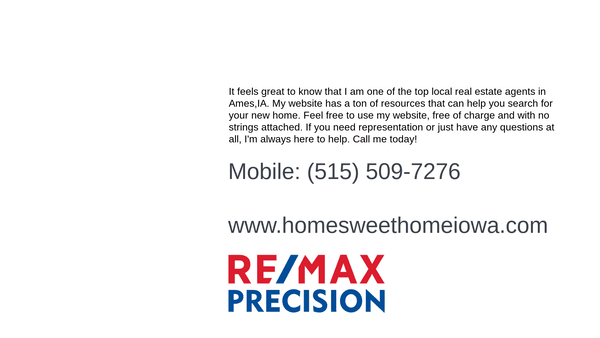 It feels great to know that I am one of the top local real estate agents in
Ames,IA. My website has a ton of resources that can help you search for
your new home. Feel free to use my website, free of charge and with no
strings attached. If you need representation or just have any questions at
all, I'm always here to help. Call me today!
Mobile: (515) 509-7276
www.homesweethomeiowa.com
RE/MAX
PRECISION